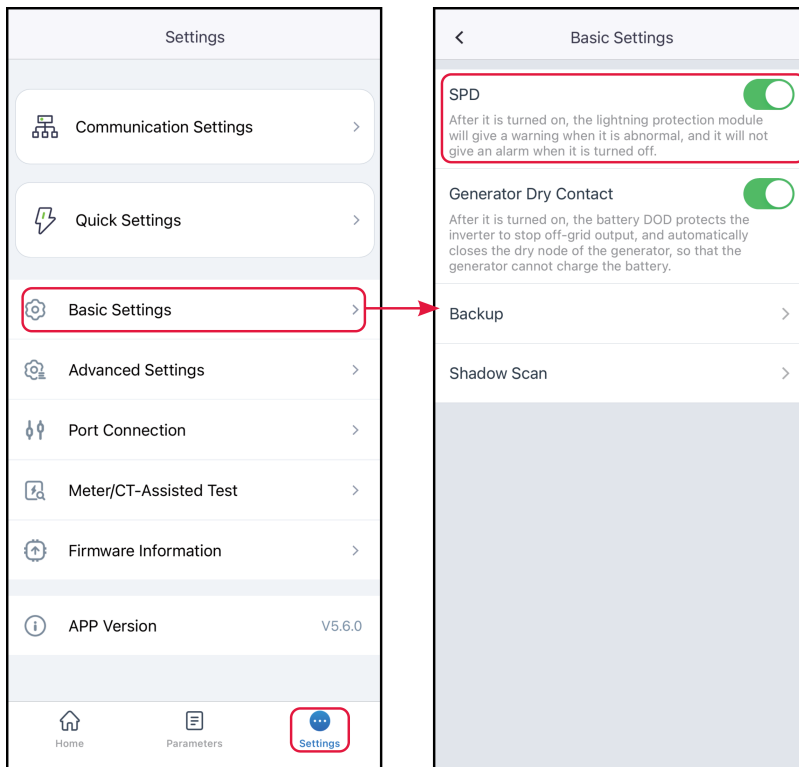 Settings
Communication Settings
Quick Settings
Basic Settings
Advanced Settings
Port Connection
Meter/CT-Assisted Test
Firmware Information
APP Version V5.6.0
Home Parameters Settings
Basic Settings
SPD
After it is turned on, the lightning protection module
will give a warning when it is abnormal, and it will not
give an alarm when it is turned off.
Generator Dry Contact
After it is turned on, the battery DOD protects the
inverter to stop off-grid output, and automatically
closes the dry node of the generator, so that the
generator cannot charge the battery.
Backup
Shadow Scan